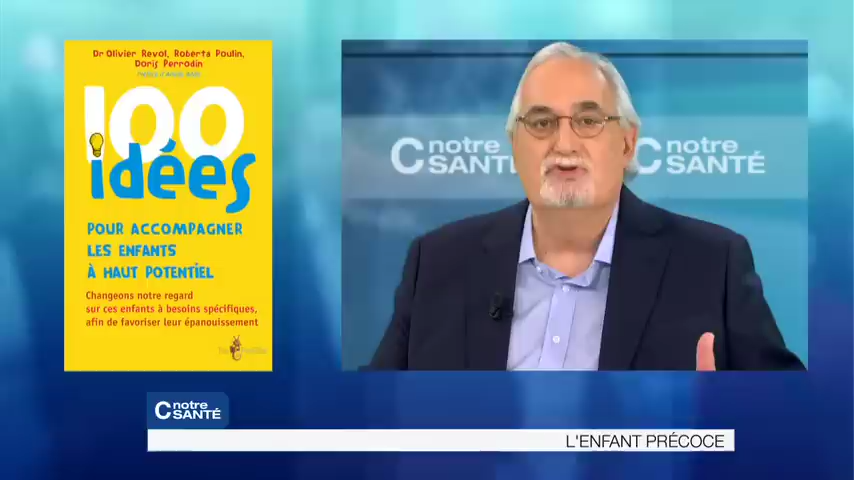 Dr Olivier Revol, Roberta Poulin,
Doris Perrodin
100
idées
POUR ACCOMPAGNER
LES ENFANTS
À HAUT POTENTIEL
Changeons notre regard
sur ces enfants à besoins spécifiques,
afin de favoriser leur épanouissement
C notre
SANTÉ
C notre
SANTÉ
C notre
SANTÉ
L'ENFANT PRÉCOCE